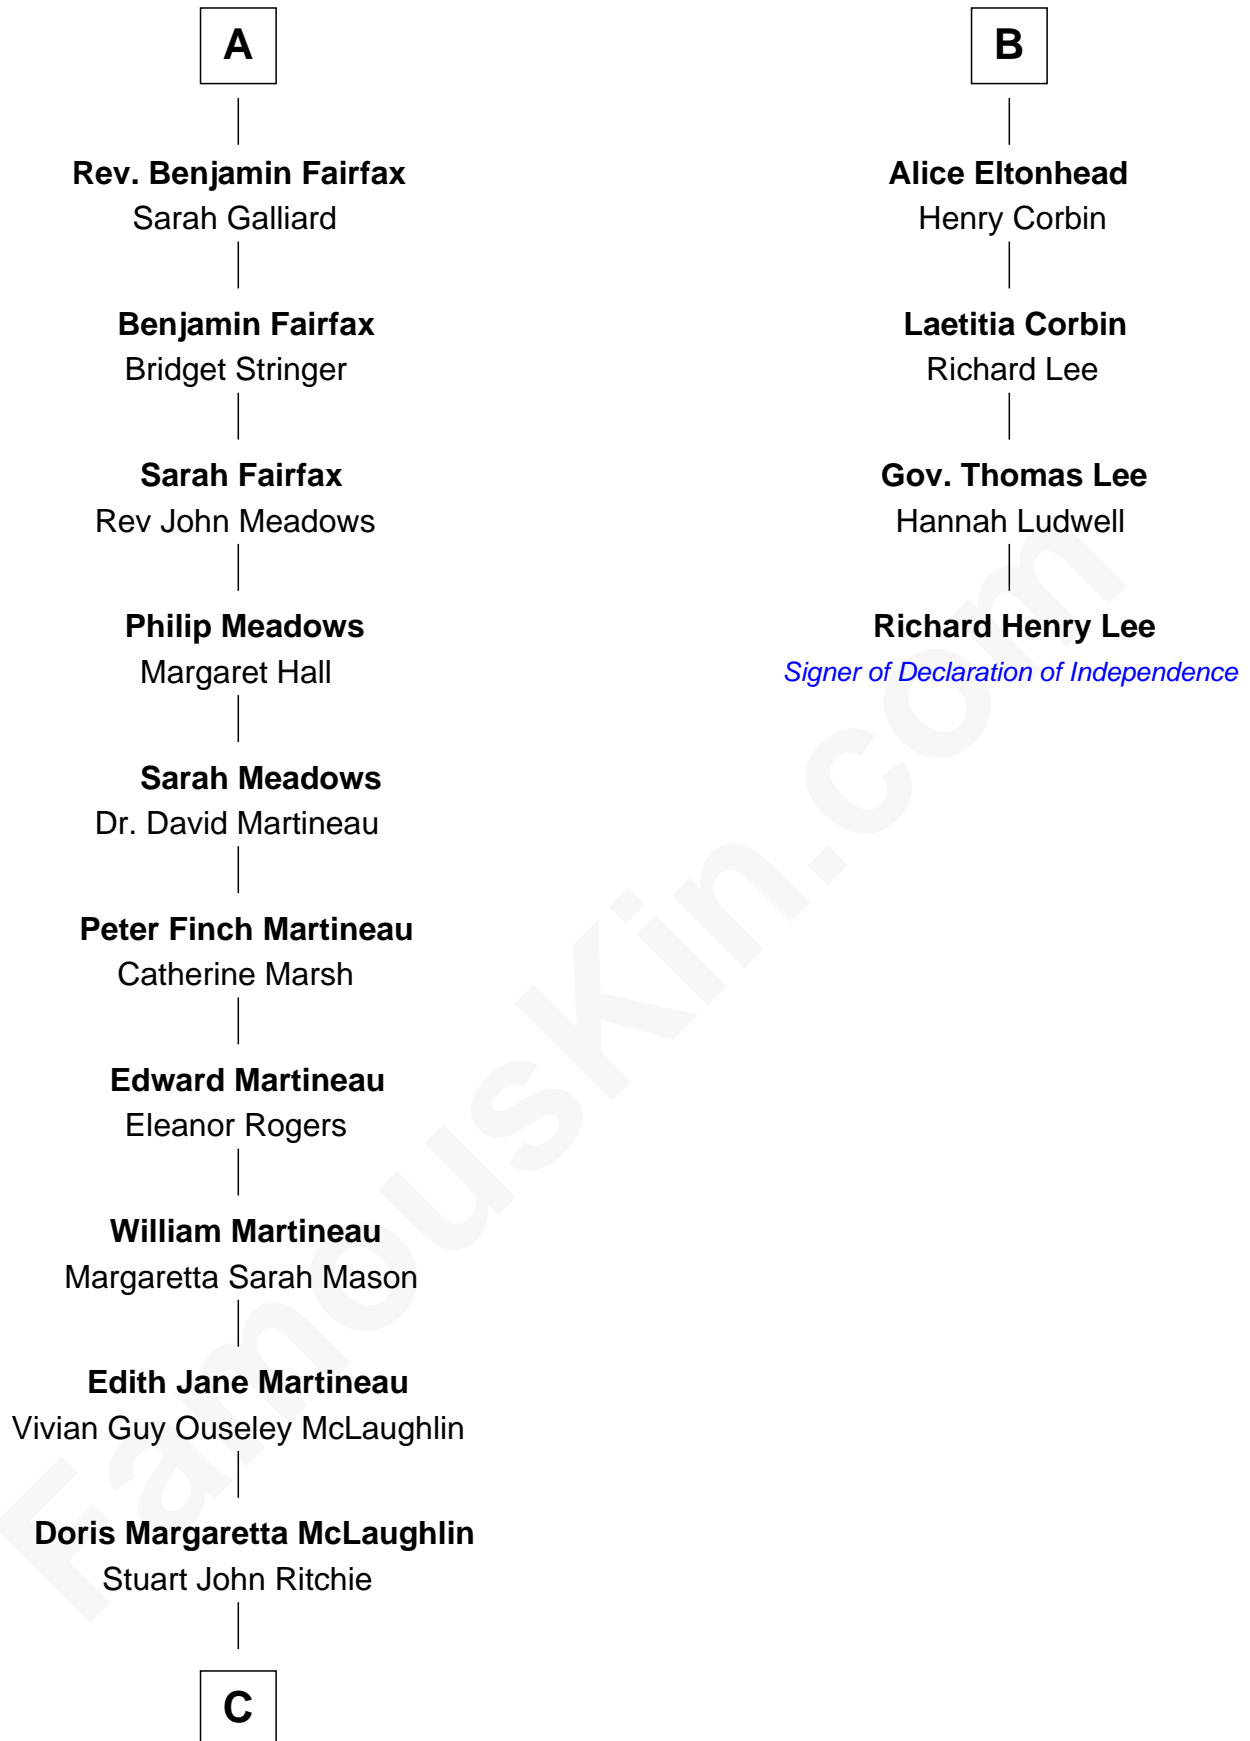 A
Rev. Benjamin Fairfax
Sarah Galliard
Benjamin Fairfax
Bridget Stringer
Sarah Fairfax
Rev John Meadows
Philip Meadows
Margaret Hall
Sarah Meadows
Dr. David Martineau
Peter Finch Martineau
Catherine Marsh
Edward Martineau
Eleanor Rogers
William Martineau
Margaretta Sarah Mason
Edith Jane Martineau
Vivian Guy Ouseley McLaughlin
Doris Margaretta McLaughlin
Stuart John Ritchie
C
B
Alice Eltonhead
Henry Corbin
Laetitia Corbin
Richard Lee
Gov. Thomas Lee
Hannah Ludwell
Richard Henry Lee
Signer of Declaration of Independence
FamousKin.com